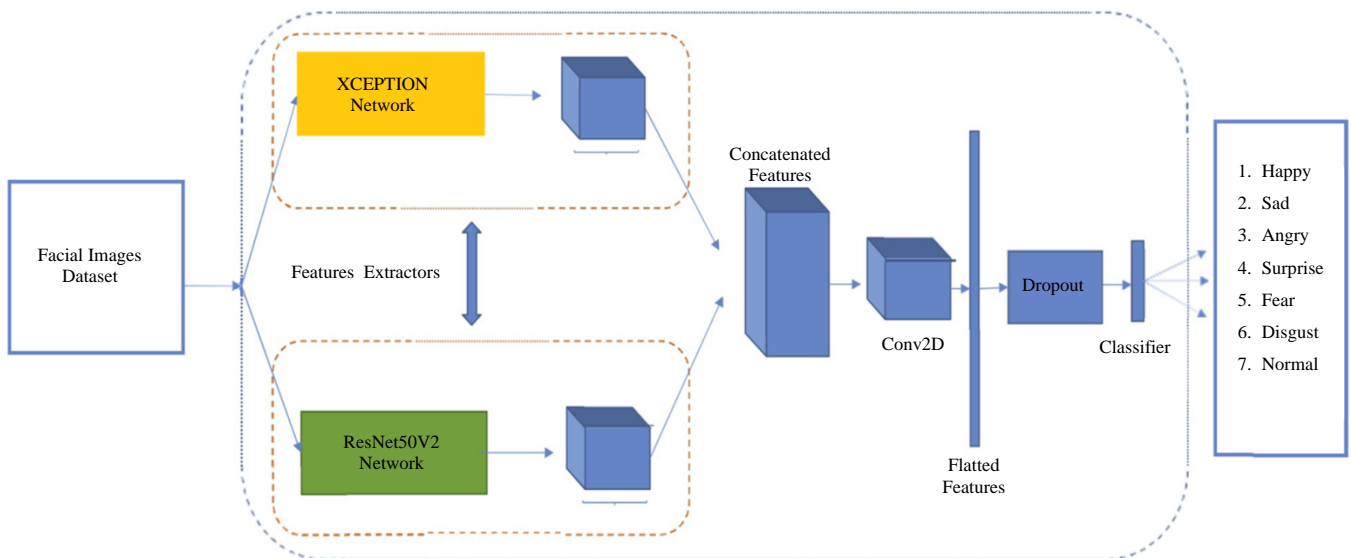 Facial Images
Dataset
XCEPTION
Network
Features Extractors
ResNet50V2
Network
Concatenated
Features
Conv2D
Flatted
Features
Dropout
Classifier
1. Happy
2. Sad
3. Angry
4. Surprise
5. Fear
6. Disgust
7. Normal